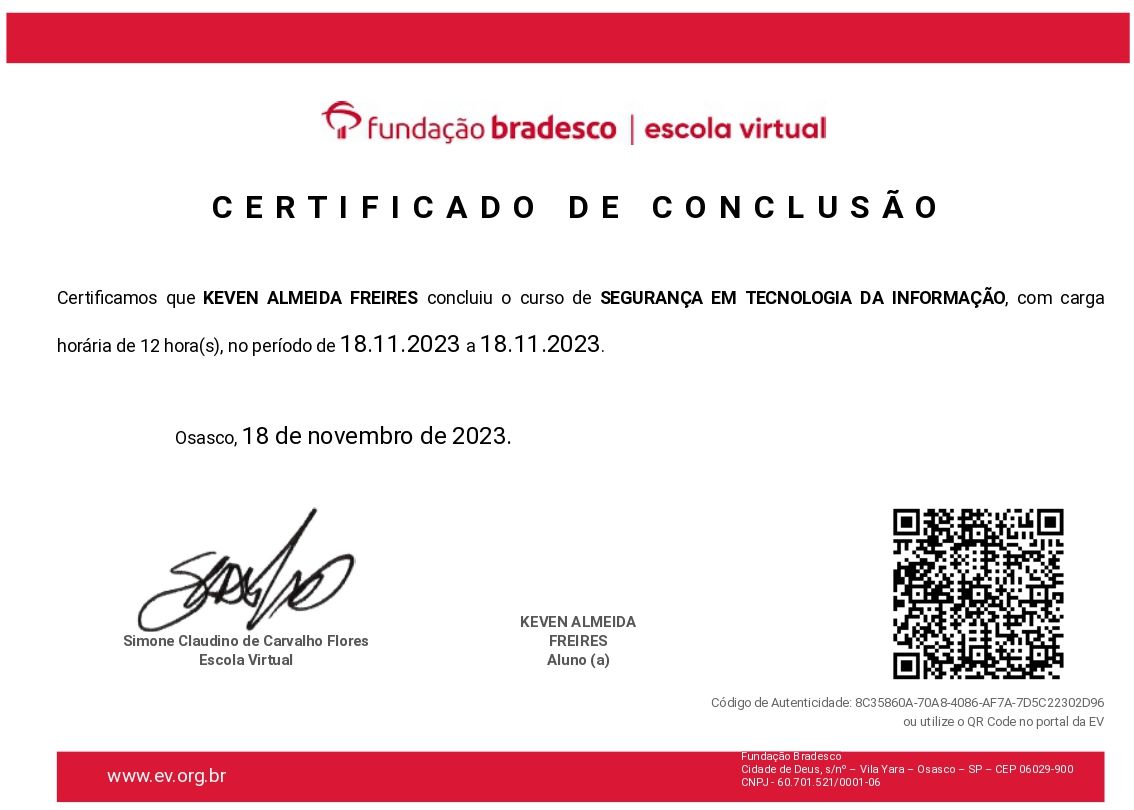 fundação bradesco | escola virtual
CERTIFICADO DE CONCLUSÃO
Certificamos que KEVEN ALMEIDA FREIRES concluiu o curso de SEGURANÇA EM TECNOLOGIA DA INFORMAÇÃO, com carga
horária de 12 hora(s), no período de 18.11.2023 a 18.11.2023.
Osasco, 18 de novembro de 2023.
Simone Claudino de Carvalho Flores
Escola Virtual
KEVEN ALMEIDA
FREIRES
Aluno (a)
Código de Autenticidade: 8C35860A-70A8-4086-AF7A-7D5C22302D96
ou utilize o QR Code no portal da EV
www.ev.org.br
Fundação Bradesco
Cidade de Deus, s/nº – Vila Yara – Osasco – SP – CEP 06029-900
CNPJ - 60.701.521/0001-06